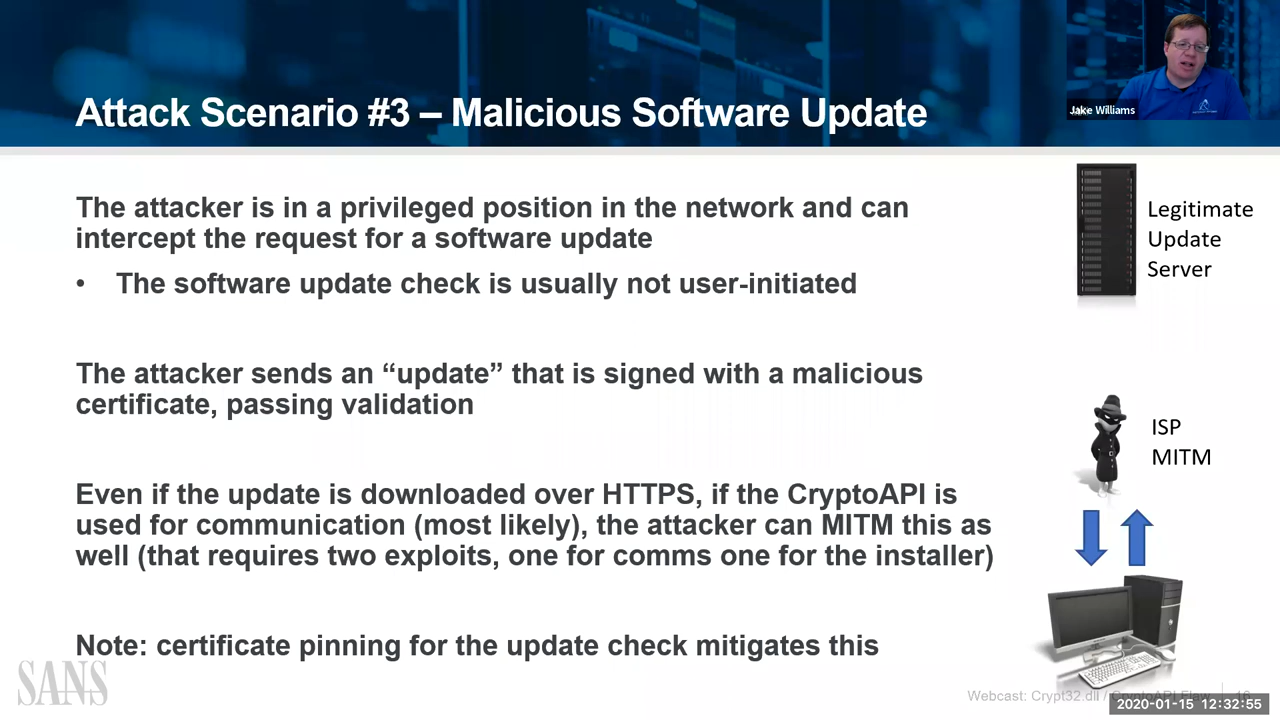 Attack Scenario #3 – Malicious Software Update
Jake Williams
The attacker is in a privileged position in the network and can
intercept the request for a software update
• The software update check is usually not user-initiated
The attacker sends an “update” that is signed with a malicious
certificate, passing validation
Even if the update is downloaded over HTTPS, if the CryptoAPI is
used for communication (most likely), the attacker can MITM this as
well (that requires two exploits, one for comms one for the installer)
Note: certificate pinning for the update check mitigates this
Legitimate
Update
Server
ISP
MITM
SANS
Webcast: Crypt32.dll / CryptoAPI Flaw
2020-01-15 12:32:55